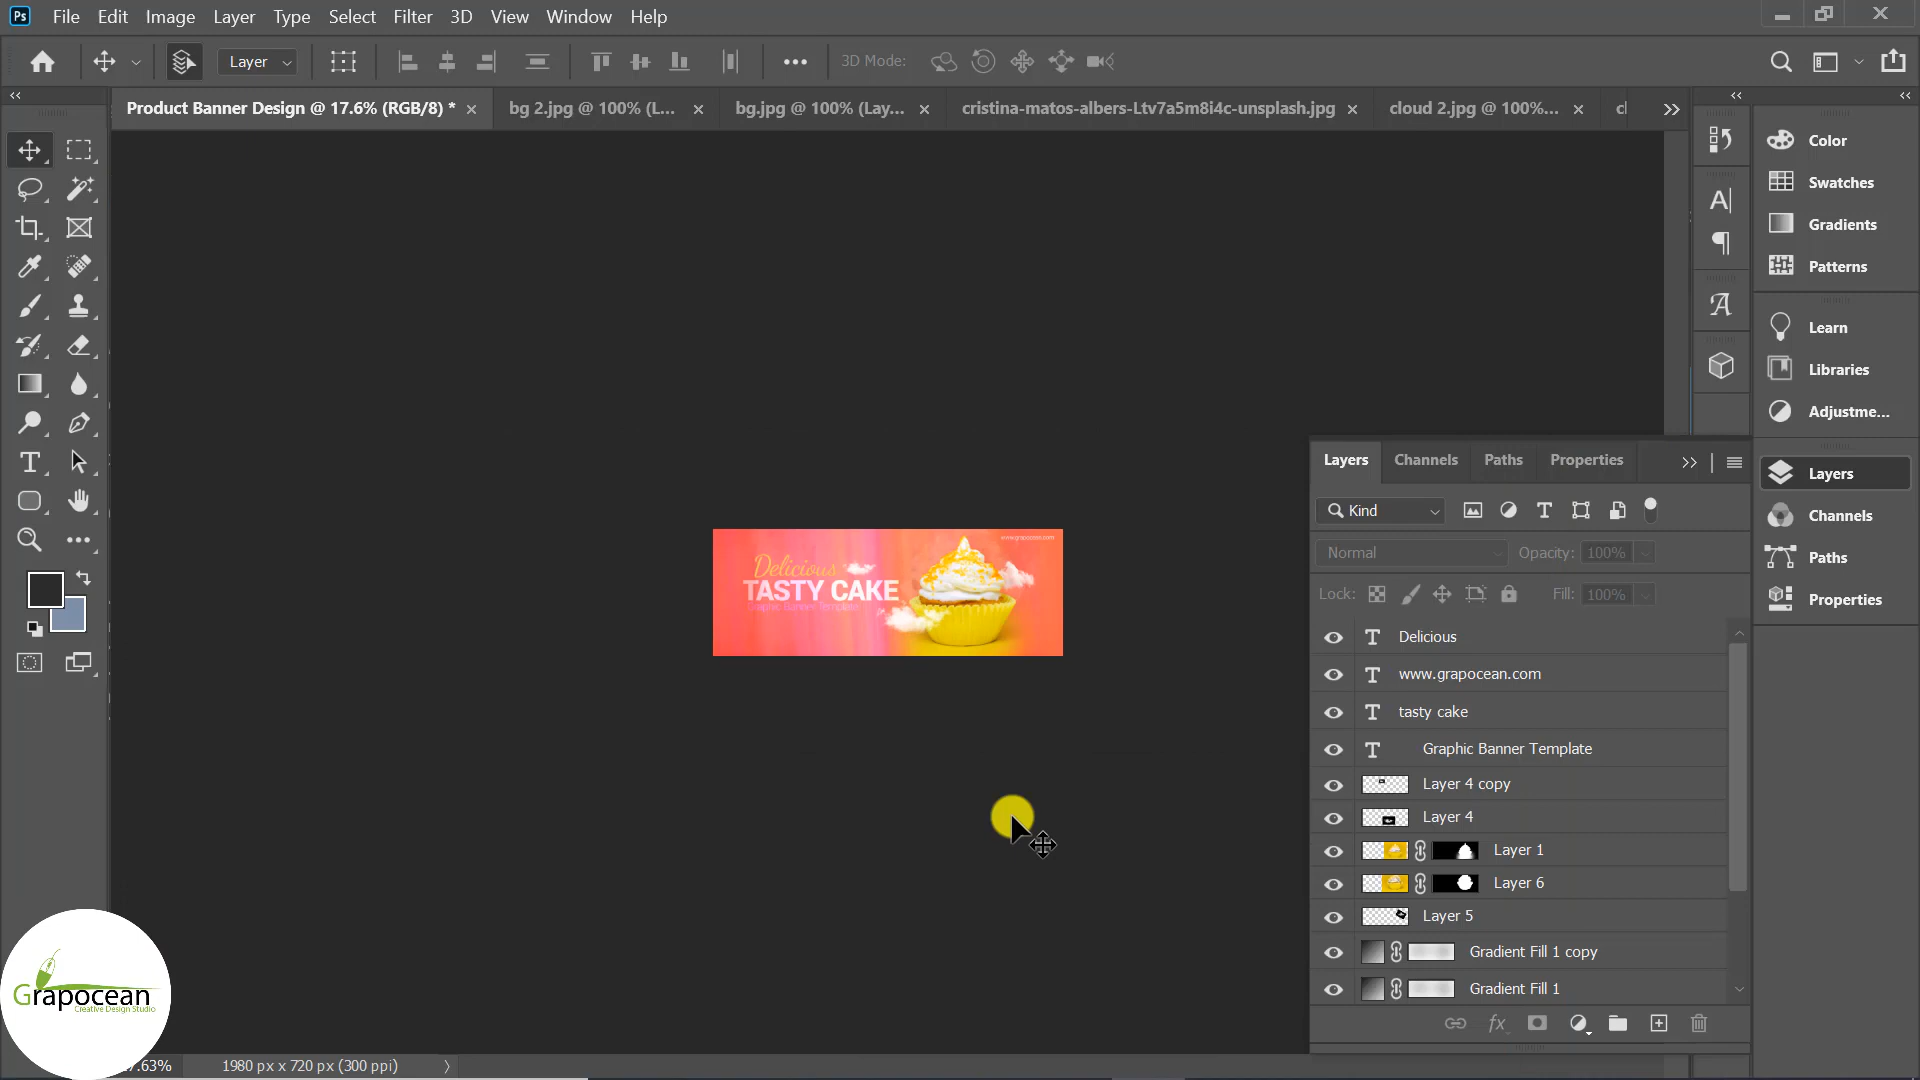 Ps File Edit Image Layer Type Select Filter 3D View Window Help
Layer 3D Mode:
Product Banner Design @ 17.6% (RGB/8) * bg 2.jpg @ 100% (L... bg.jpg @ 100% (Lay... cristina-matos-albers-Ltv7a5m8i4c-unsplash.jpg cloud 2.jpg @ 100%... cl
Color
Swatches
Gradients
Patterns
Learn
Libraries
Adjustme...
Layers
Channels
Paths
Properties
www.grapocean.com
Delicious
TASTY CAKE
Graphic Banner Template
Layers Channels Paths Properties
Kind
Normal Opacity: 100%
Lock: Fill: 100%
Delicious
www.grapocean.com
tasty cake
Graphic Banner Template
Layer 4 copy
Layer 4
Layer 1
Layer 6
Layer 5
Gradient Fill 1 copy
Gradient Fill 1
fx
Grapocean
Creative Design Studio
7.63% 1980 px x 720 px (300 ppi)